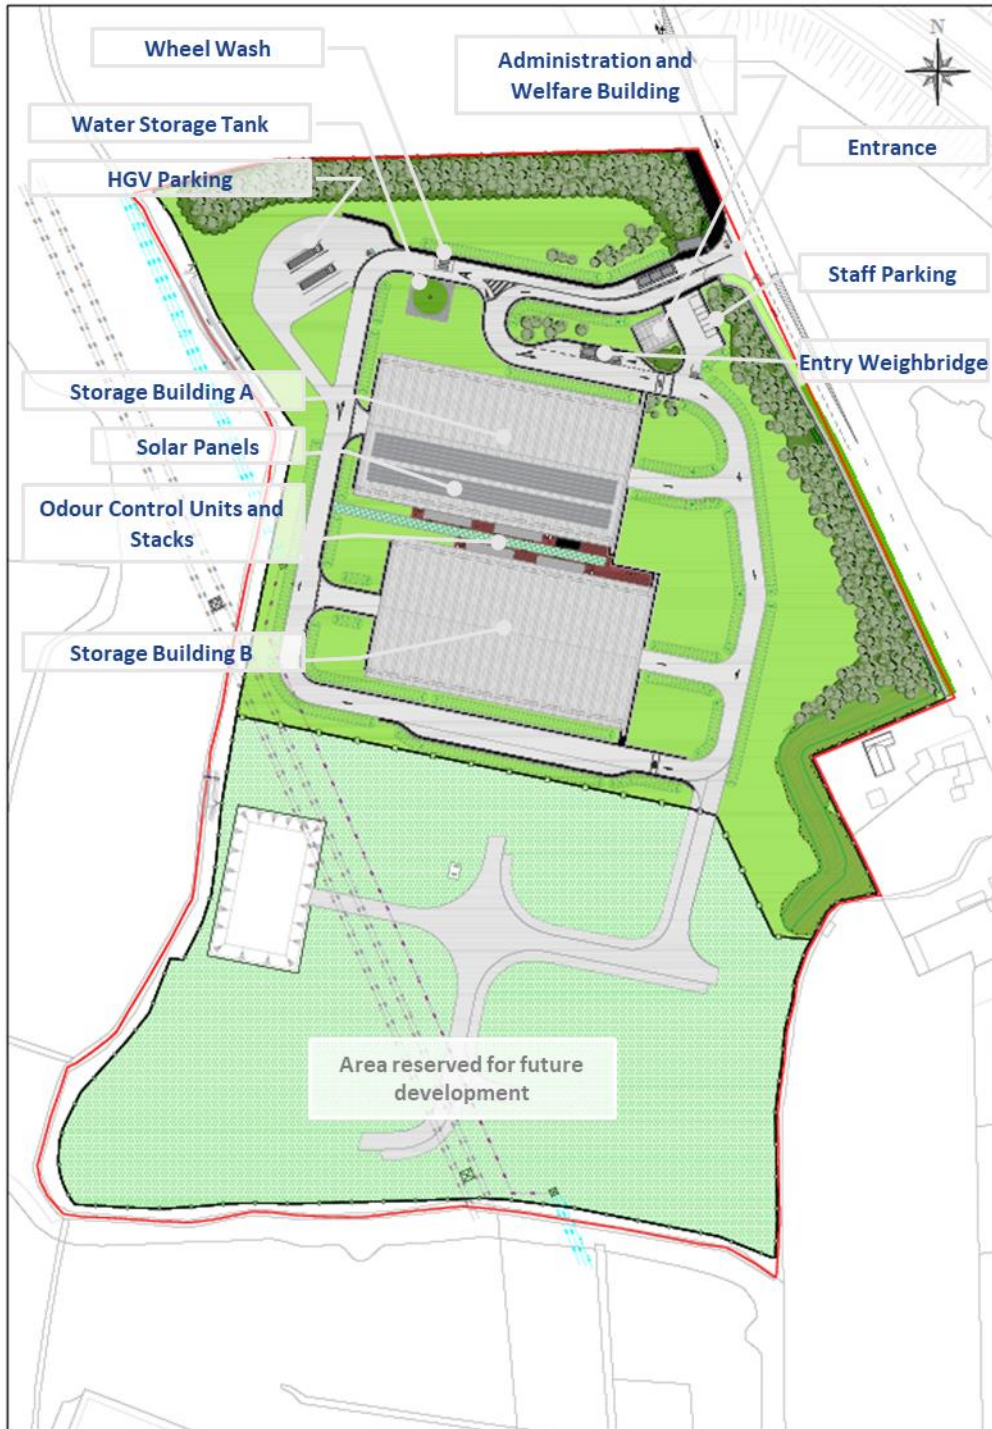 N
Wheel Wash
Administration and
Welfare Building
Water Storage Tank
Entrance
HGV Parking
Staff Parking
Entry Weighbridge
Storage Building A
Solar Panels
Odour Control Units and
Stacks
Storage Building B
Area reserved for future
development